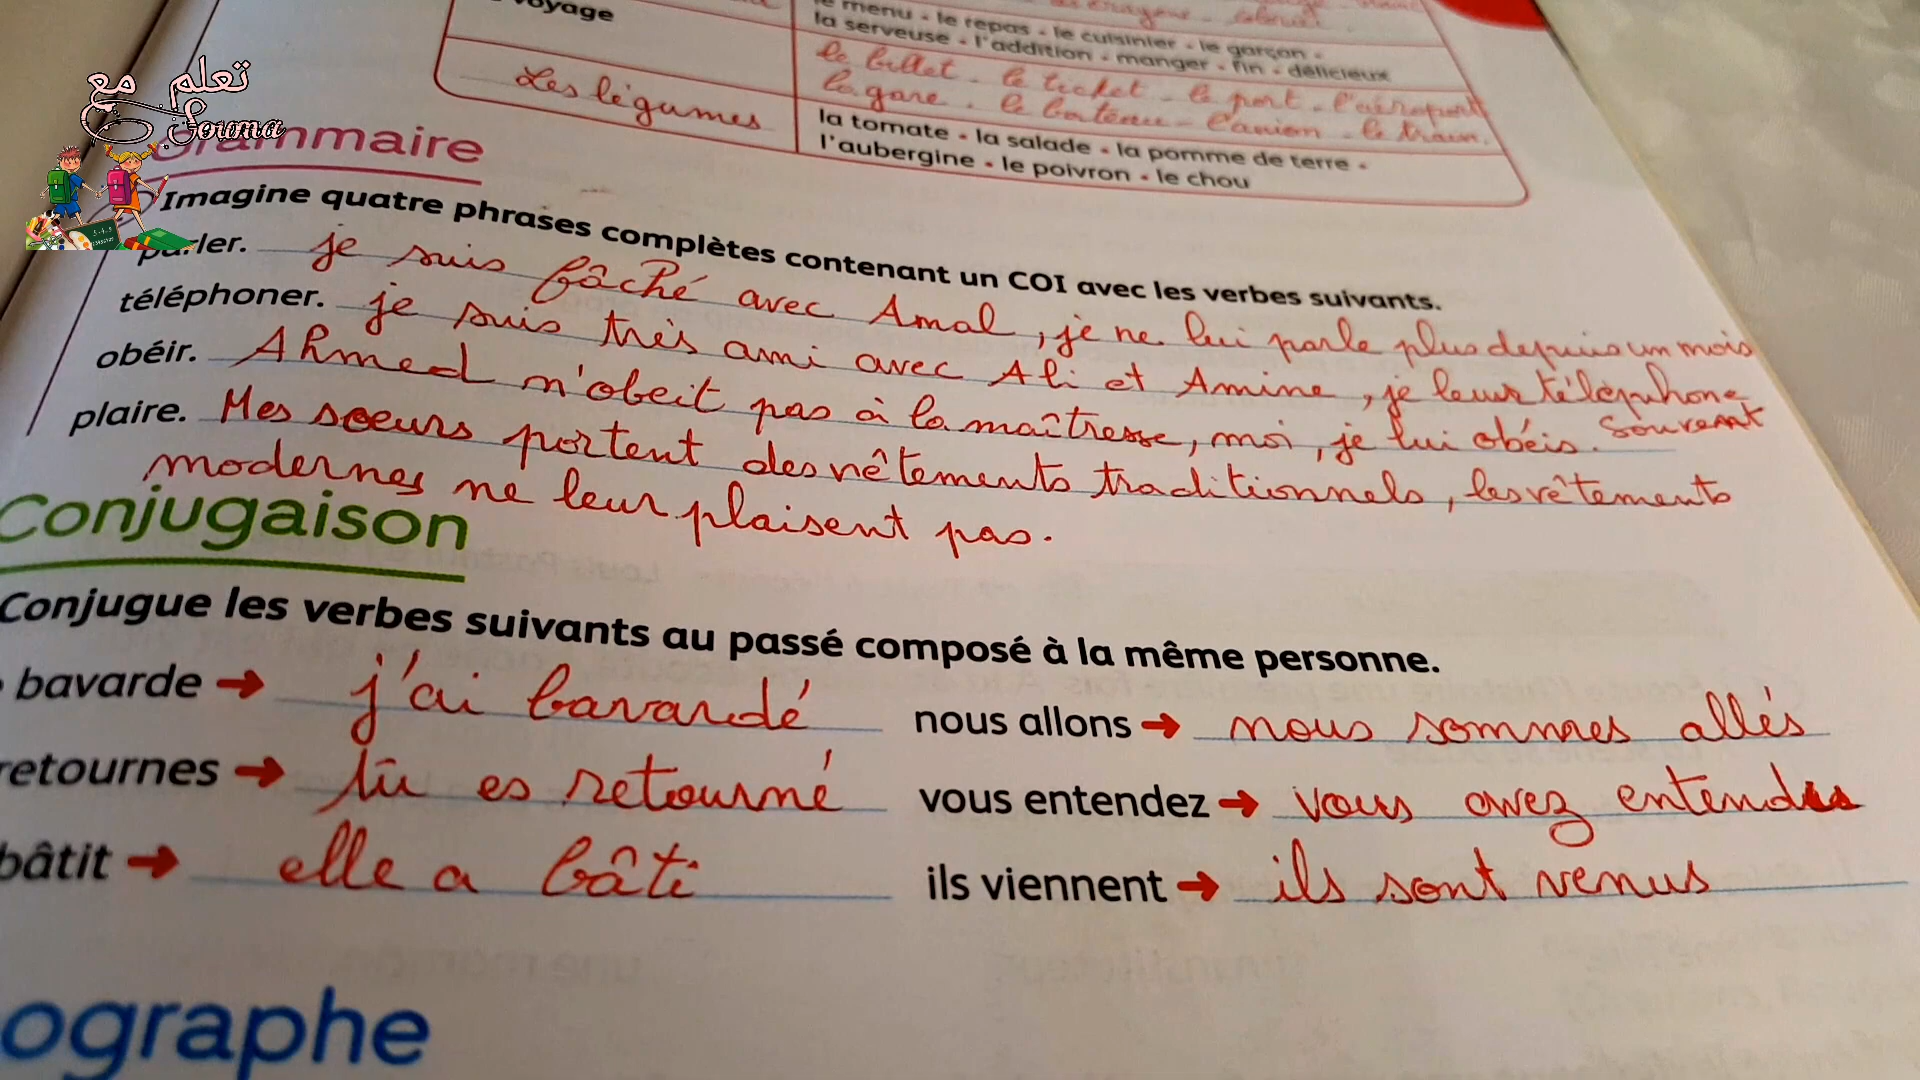 voyage
le menu • le repas • le cuisinier • le garçon •
la serveuse • l'addition • manger • fin • délicieux
le billet - le ticket - le port - l'aéroport
la gare - le bateau - l'avion - le train.
Les légumes
la tomate • la salade • la pomme de terre •
l'aubergine • le poivron • le chou
تعلم مع
Souma
Grammaire
Imagine quatre phrases complètes contenant un COI avec les verbes suivants.
parler. je suis fâché avec Amal, je ne lui parle plus depuis un mois
téléphoner. je suis très ami avec Ali et Amine, je leur téléphone
souvent
obéir. Ahmed n'obeit pas à la maîtresse, moi, je lui obéis.
plaire. Mes soeurs portent des vêtements traditionnels, les vêtements
modernes ne leur plaisent pas.
Conjugaison
Conjugue les verbes suivants au passé composé à la même personne.
bavarde → j'ai bavardé
nous allons → nous sommes allés
retournes → tu es retourné
vous entendez → vous avez entendus
bâtit → elle a bâti
ils viennent → ils sont venus
ographe